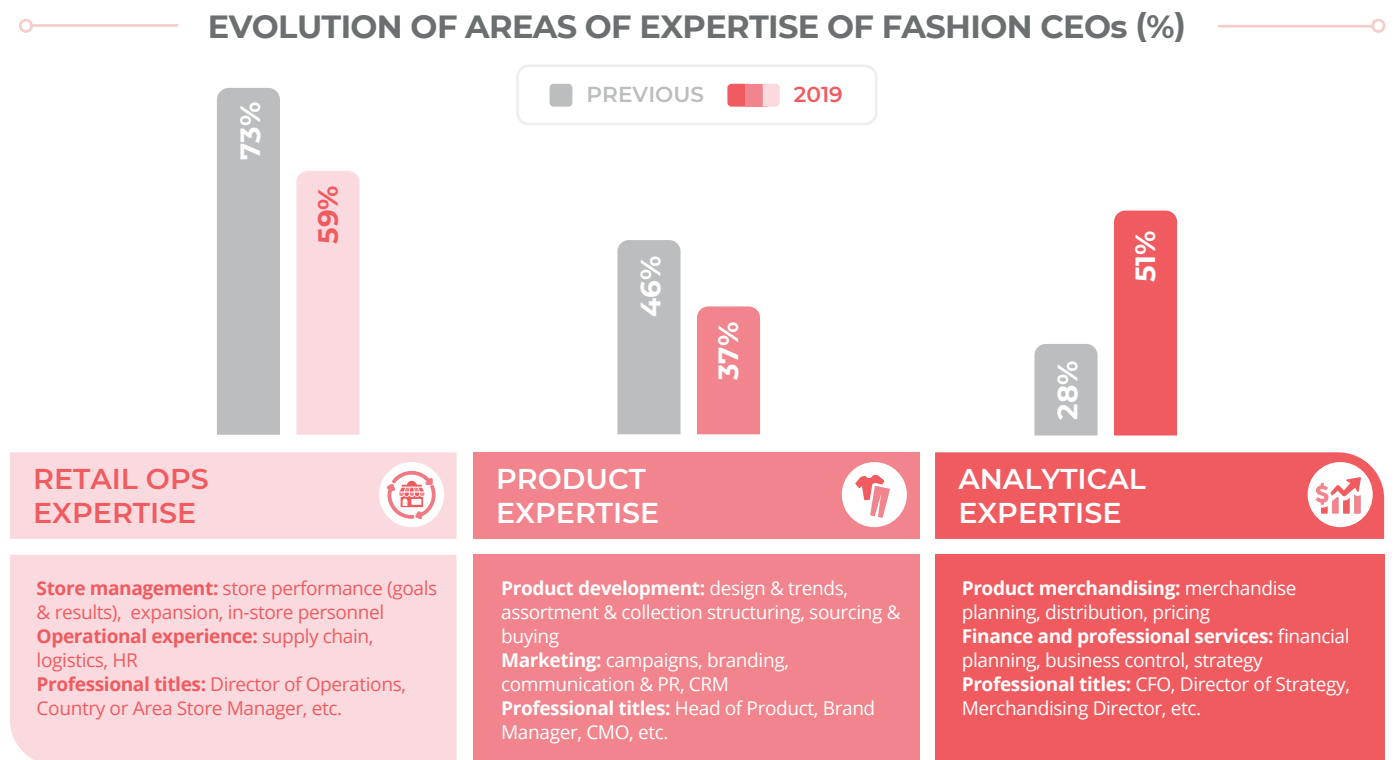 EVOLUTION OF AREAS OF EXPERTISE OF FASHION CEOs (%)
PREVIOUS
2019
73%
59%
46%
37%
28%
51%
RETAIL OPS
EXPERTISE
Store management: store performance (goals
& results), expansion, in-store personnel
Operational experience: supply chain,
logistics, HR
Professional titles: Director of Operations,
Country or Area Store Manager, etc.
PRODUCT
EXPERTISE
Product development: design & trends,
assortment & collection structuring, sourcing &
buying
Marketing: campaigns, branding,
communication & PR, CRM
Professional titles: Head of Product, Brand
Manager, CMO, etc.
ANALYTICAL
EXPERTISE
$
Product merchandising: merchandise
planning, distribution, pricing
Finance and professional services: financial
planning, business control, strategy
Professional titles: CFO, Director of Strategy,
Merchandising Director, etc.